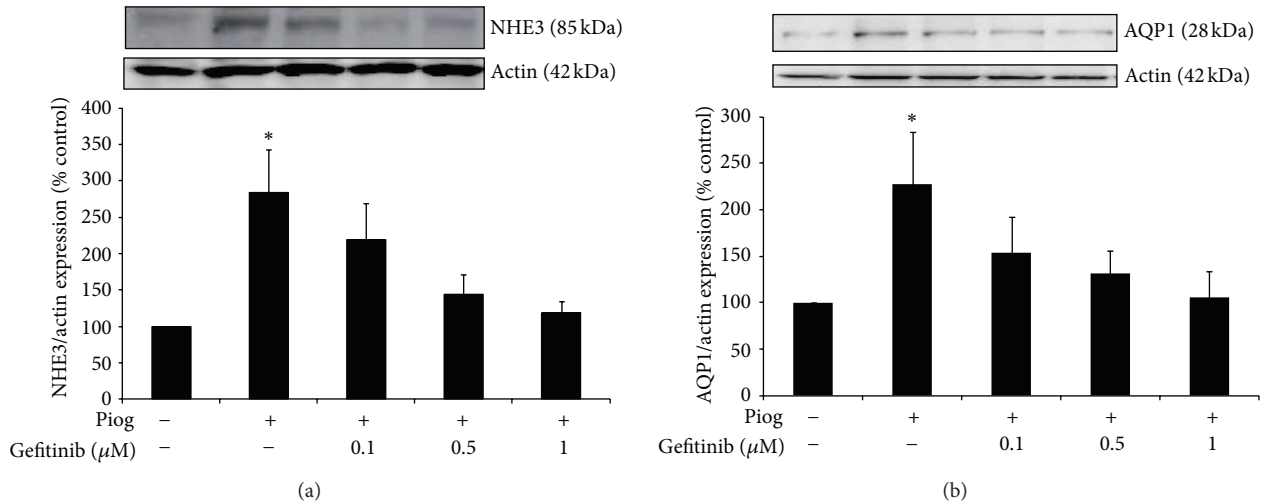 NHE3 (85 kDa)
Actin (42 kDa)
NHE3/actin expression (% control)
400
350
300
250
200
150
100
50
0
*
Piog − + + + +
Gefitinib (μM) − − 0.1 0.5 1
(a)
AQP1 (28 kDa)
Actin (42 kDa)
AQP1/actin expression (% control)
300
250
200
150
100
50
0
*
Piog − + + + +
Gefitinib (μM) − − 0.1 0.5 1
(b)